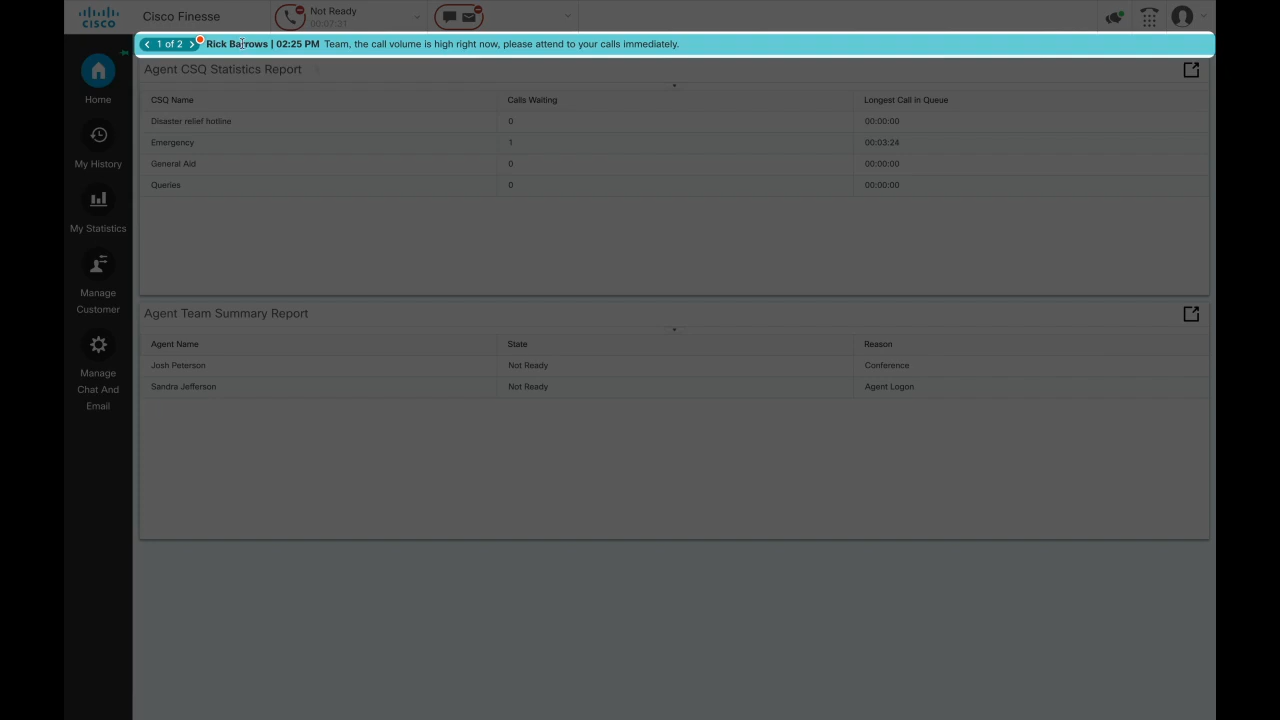 CISCO
Cisco Finesse
Not Ready
00:07:31
1 of 2
Rick Barrows | 02:25 PM Team, the call volume is high right now, please attend to your calls immediately.
Home
My History
My Statistics
Manage
Customer
Manage
Chat And
Email
Agent CSQ Statistics Report
CSQ Name Calls Waiting Longest Call in Queue
Disaster relief hotline 0 00:00:00
Emergency 1 00:03:24
General Aid 0 00:00:00
Queries 0 00:00:00
Agent Team Summary Report
Agent Name State Reason
Josh Peterson Not Ready Conference
Sandra Jefferson Not Ready Agent Logon